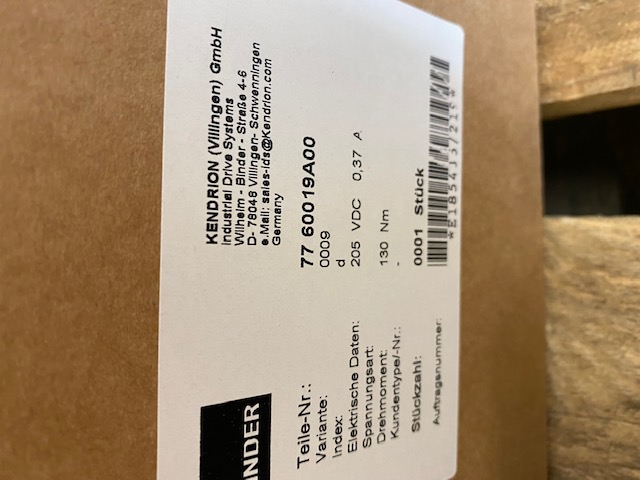 KENDRION (Villingen) GmbH
Industrial Drive Systems
Wilhelm - Binder - Straße 4-6
D- 78048 Villingen- Schwenningen
e.Mail: sales-ids@Kendrion.com
Germany
INDER
Teile-Nr.: 77 60019A00
Variante: 0009
Index: d
Elektrische Daten: 205 VDC 0,37 A
Spannungsart:
Drehmoment: 130 Nm
Kundentype/-Nr.: -
Stückzahl: 0001 Stück
Auftragsnummer: